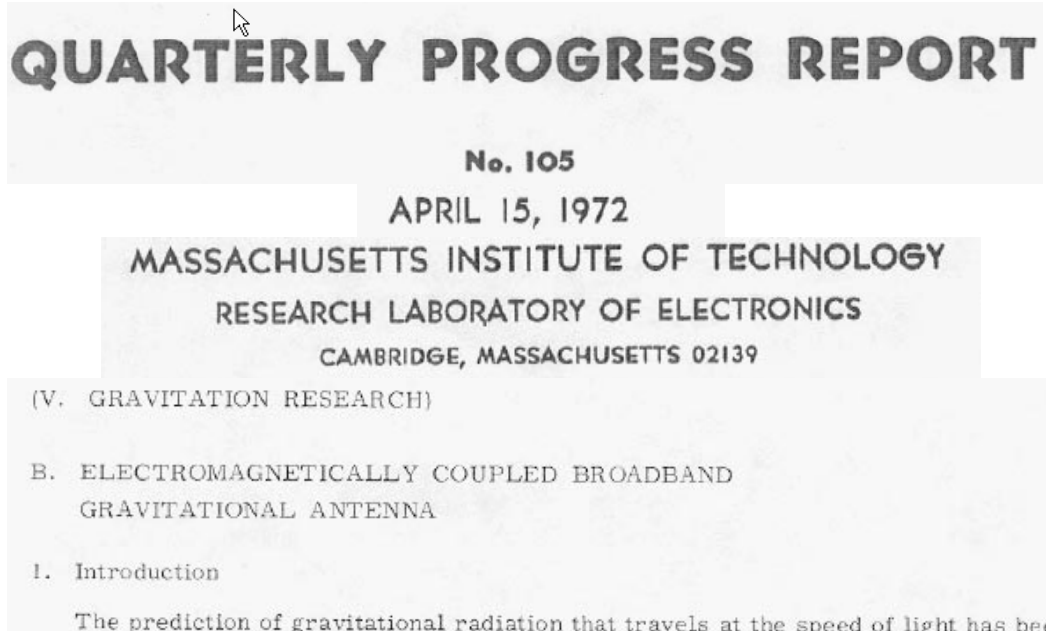 QUARTERLY PROGRESS REPORT
No. 105
APRIL 15, 1972
MASSACHUSETTS INSTITUTE OF TECHNOLOGY
RESEARCH LABORATORY OF ELECTRONICS
CAMBRIDGE, MASSACHUSETTS 02139
(V. GRAVITATION RESEARCH)
B. ELECTROMAGNETICALLY COUPLED BROADBAND
GRAVITATIONAL ANTENNA
1. Introduction
The prediction of gravitational radiation that travels at the speed of light has